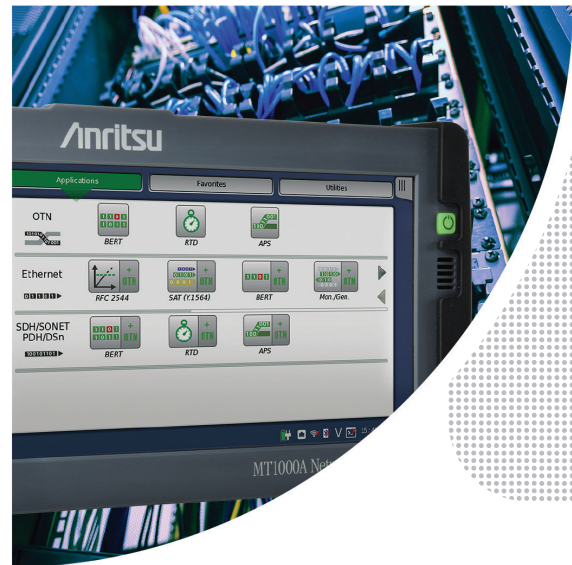 Anritsu
Applications
Favorites
Utilities
OTN
BERT
RTD
APS
Ethernet
RFC 2544
SAT (Y.1564)
BERT
Mon./Gen.
SDH/SONET
PDH/DSn
BERT
RTD
APS
MT1000A